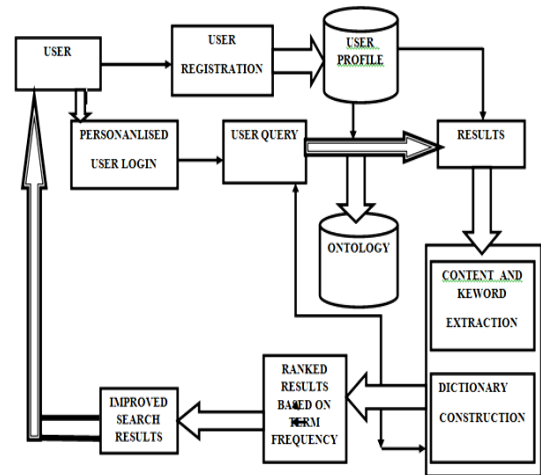 USER
USER
REGISTRATION
USER
PROFILE
PERSONANLISED
USER LOGIN
USER QUERY
RESULTS
ONTOLOGY
CONTENT AND
KEWORD
EXTRACTION
DICTIONARY
CONSTRUCTION
RANKED
RESULTS
BASED ON
TERM
FREQUENCY
IMPROVED
SEARCH
RESULTS